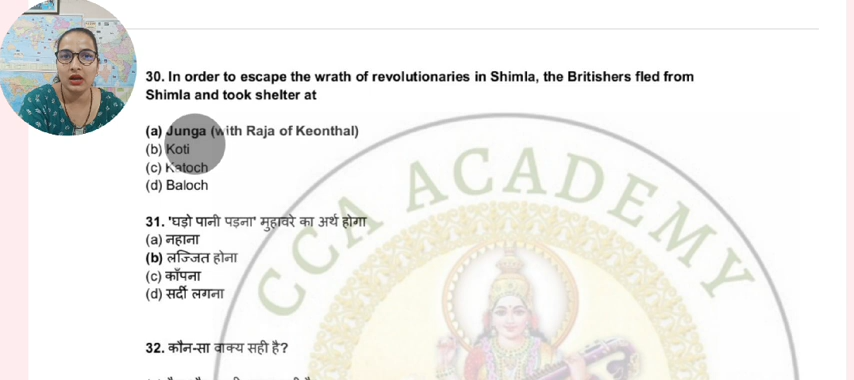 30. In order to escape the wrath of revolutionaries in Shimla, the Britishers fled from
Shimla and took shelter at
(a) Junga (with Raja of Keonthal)
(b) Koti
(c) Katoch
(d) Baloch
31. 'घड़ो पानी पड़ना' मुहावरे का अर्थ होगा
(a) नहाना
(b) लज्जित होना
(c) काँपना
(d) सर्दी लगना
CCA ACADEMY
32. कौन-सा वाक्य सही है?